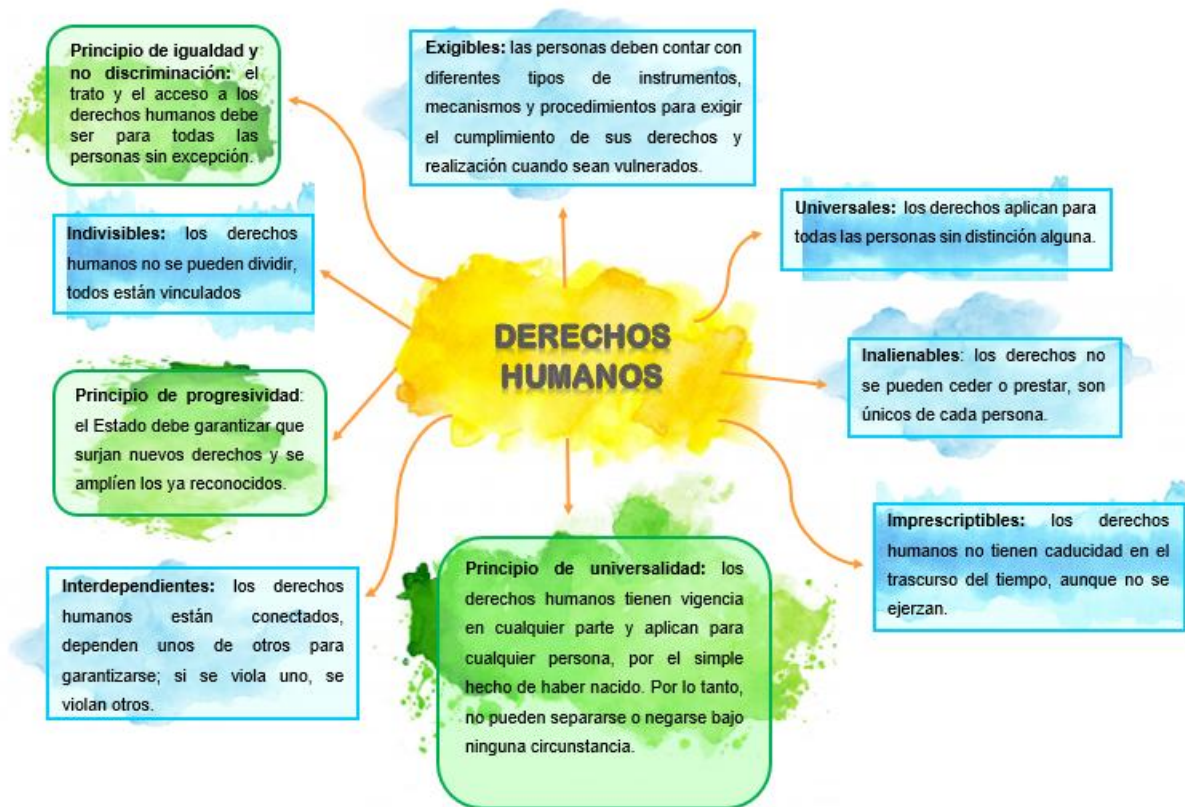 Principio de igualdad y
no discriminación: el
trato y el acceso a los
derechos humanos debe
ser para todas las
personas sin excepción.
Exigibles: las personas deben contar con
diferentes tipos de instrumentos,
mecanismos y procedimientos para exigir
el cumplimiento de sus derechos y
realización cuando sean vulnerados.
Universales: los derechos aplican para
todas las personas sin distinción alguna.
Indivisibles: los derechos
humanos no se pueden dividir,
todos están vinculados
DERECHOS
HUMANOS
Inalienables: los derechos no
se pueden ceder o prestar, son
únicos de cada persona.
Principio de progresividad:
el Estado debe garantizar que
surjan nuevos derechos y se
amplíen los ya reconocidos.
Imprescriptibles: los derechos
humanos no tienen caducidad en el
trascurso del tiempo, aunque no se
ejerzan.
Interdependientes: los derechos
humanos están conectados,
dependen unos de otros para
garantizarse; si se viola uno, se
violan otros.
Principio de universalidad: los
derechos humanos tienen vigencia
en cualquier parte y aplican para
cualquier persona, por el simple
hecho de haber nacido. Por lo tanto,
no pueden separarse o negarse bajo
ninguna circunstancia.